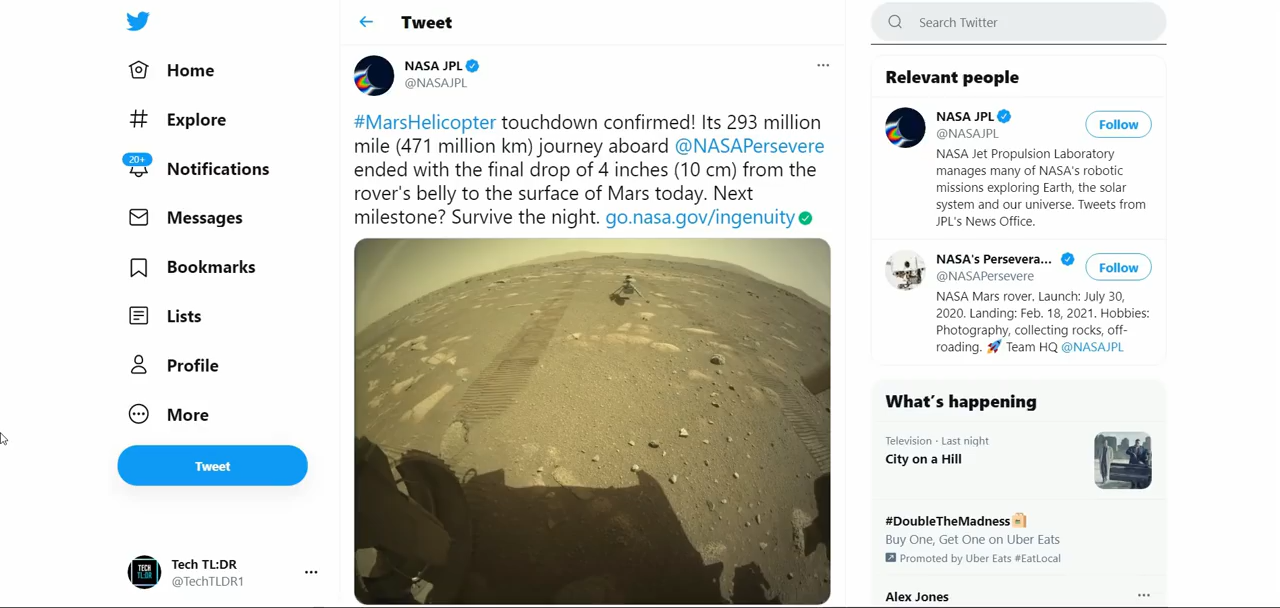 Home
Explore
20+
Notifications
Messages
Bookmarks
Lists
Profile
More
Tweet
TECH
TL;DR
Tech TL:DR
@TechTLDR1
Tweet
NASA JPL
@NASAJPL
#MarsHelicopter touchdown confirmed! Its 293 million
mile (471 million km) journey aboard @NASAPersevere
ended with the final drop of 4 inches (10 cm) from the
rover's belly to the surface of Mars today. Next
milestone? Survive the night. go.nasa.gov/ingenuity
Search Twitter
Relevant people
NASA JPL
@NASAJPL
Follow
NASA Jet Propulsion Laboratory
manages many of NASA's robotic
missions exploring Earth, the solar
system and our universe. Tweets from
JPL's News Office.
NASA's Persevera...
@NASAPersevere
Follow
NASA Mars rover. Launch: July 30,
2020. Landing: Feb. 18, 2021. Hobbies:
Photography, collecting rocks, off-
roading. 🚀 Team HQ @NASAJPL
What's happening
Television · Last night
City on a Hill
#DoubleTheMadness
Buy One, Get One on Uber Eats
Promoted by Uber Eats #EatLocal
Alex Jones